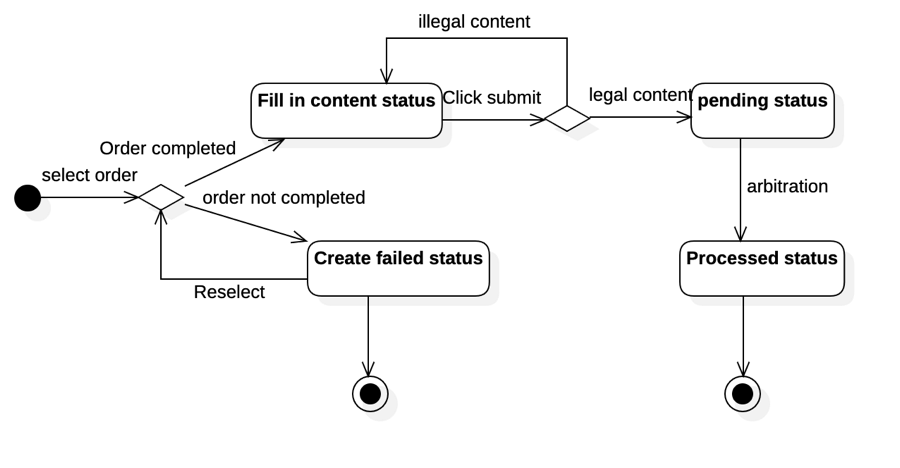 illegal content
Fill in content status
Click submit
legal content
pending status
Order completed
select order
order not completed
arbitration
Create failed status
Processed status
Reselect